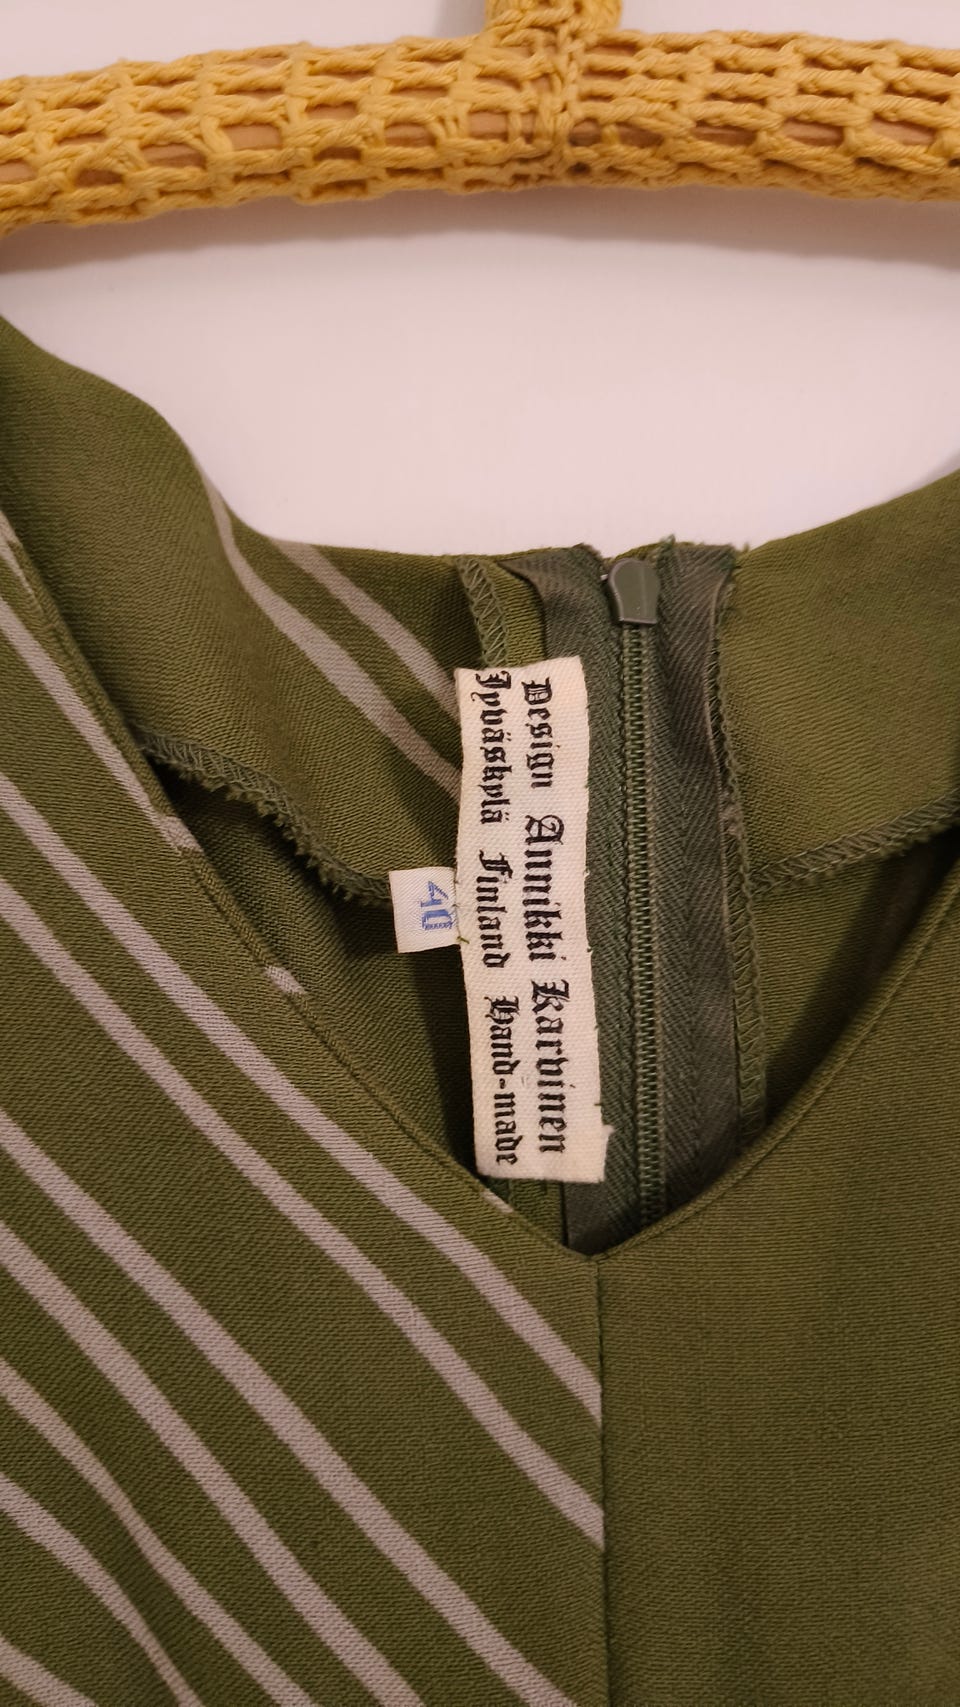 Design Annikki Karvinen
Jyväskylä Finland Hand-made
40